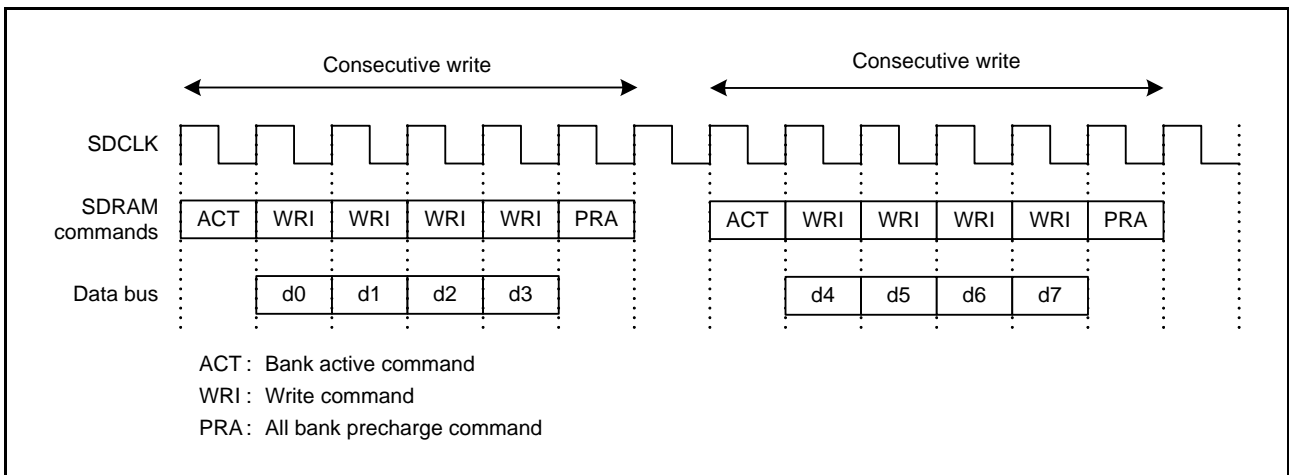 Consecutive write Consecutive write
SDCLK
SDRAM
commands ACT WRI WRI WRI WRI PRA ACT WRI WRI WRI WRI PRA
Data bus d0 d1 d2 d3 d4 d5 d6 d7
ACT : Bank active command
WRI : Write command
PRA : All bank precharge command